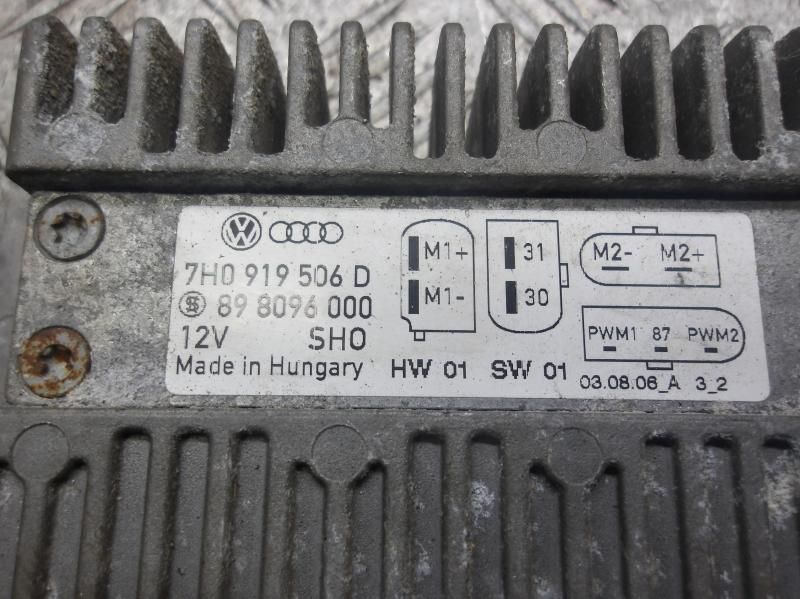 7H0 919 506 D
89 8096 000
12V SHO
Made in Hungary
HW 01 SW 01
M1+
M1-
31
30
M2- M2+
PWM1 87 PWM2
03.08.06_A 3_2